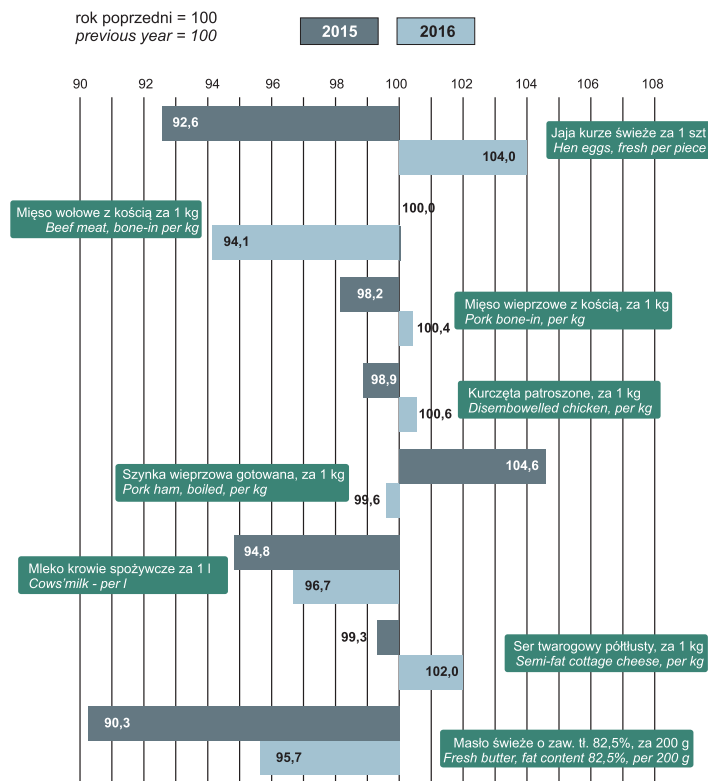 rok poprzedni = 100
previous year = 100
2015
2016
90 92 94 96 98 100 102 104 106 108
92,6
Jaja kurze świeże za 1 szt
Hen eggs, fresh per piece
104,0
Mięso wołowe z kością za 1 kg
Beef meat, bone-in per kg
100,0
94,1
98,2
Mięso wieprzowe z kością, za 1 kg
Pork bone-in, per kg
100,4
98,9
Kurczęta patroszone, za 1 kg
Disembowelled chicken, per kg
100,6
104,6
Szynka wieprzowa gotowana, za 1 kg
Pork ham, boiled, per kg
99,6
94,8
Mleko krowie spożywcze za 1 l
Cows'milk - per l
96,7
99,3
Ser twarogowy półtłusty, za 1 kg
Semi-fat cottage cheese, per kg
102,0
90,3
Masło świeże o zaw. tł. 82,5%, za 200 g
Fresh butter, fat content 82,5%, per 200 g
95,7